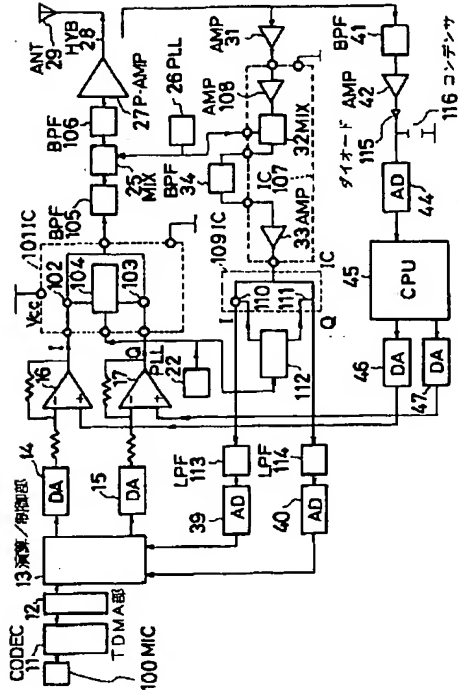 ANT
29
HYB
28
27P-AMP
BPF
106
26 PLL
25
MIX
BPF
105
101 IC
Vcc
102
104
103
I
Q
16
17
PLL
22
14
DA
15
DA
13 演算/制御部
12
TDMA部
CODEC
11
100 MIC
AMP
31
AMP
108
32 MIX
BPF
34
IC
107
33 AMP
109 IC
IC
I
110
111
Q
112
LPF
113
LPF
114
39
AD
40
AD
BPF
41
AMP
42
ダイオード
115
116 コンデンサ
AD
44
45
CPU
46
DA
DA
47